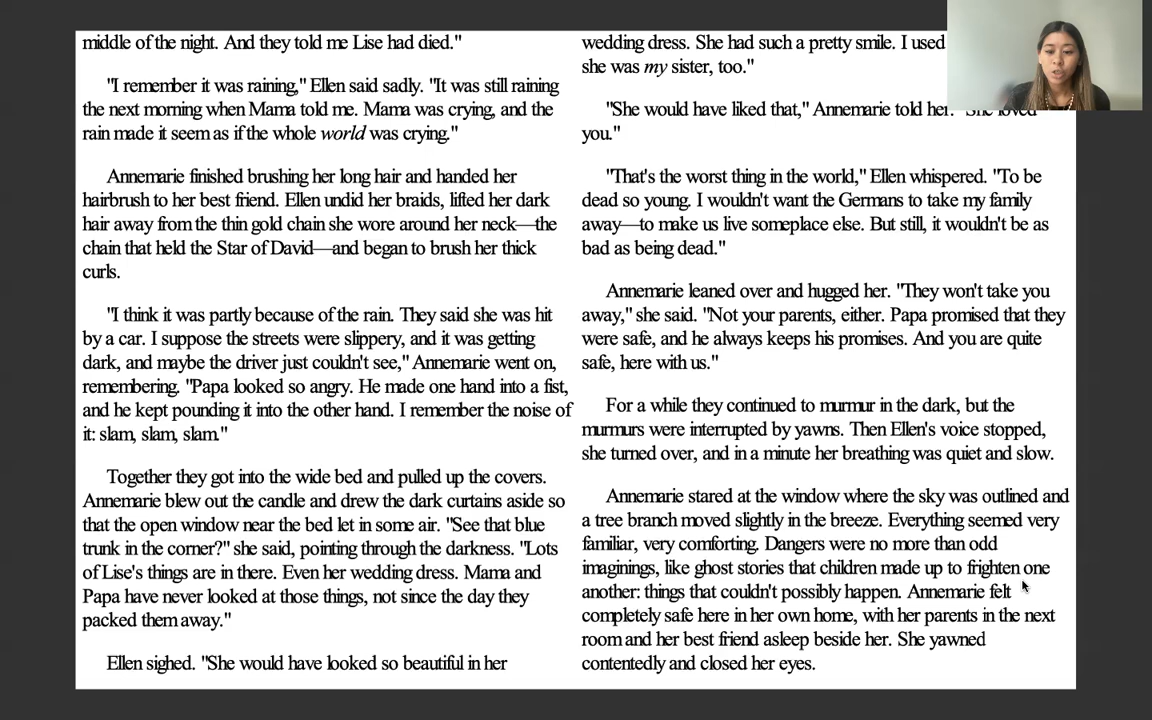 middle of the night. And they told me Lise had died."
"I remember it was raining," Ellen said sadly. "It was still raining
the next morning when Mama told me. Mama was crying, and the
rain made it seem as if the whole world was crying."
Annemarie finished brushing her long hair and handed her
hairbrush to her best friend. Ellen undid her braids, lifted her dark
hair away from the thin gold chain she wore around her neck—the
chain that held the Star of David—and began to brush her thick
curls.
"I think it was partly because of the rain. They said she was hit
by a car. I suppose the streets were slippery, and it was getting
dark, and maybe the driver just couldn't see," Annemarie went on,
remembering. "Papa looked so angry. He made one hand into a fist,
and he kept pounding it into the other hand. I remember the noise of
it: slam, slam, slam."
Together they got into the wide bed and pulled up the covers.
Annemarie blew out the candle and drew the dark curtains aside so
that the open window near the bed let in some air. "See that blue
trunk in the corner?" she said, pointing through the darkness. "Lots
of Lise's things are in there. Even her wedding dress. Mama and
Papa have never looked at those things, not since the day they
packed them away."
Ellen sighed. "She would have looked so beautiful in her
wedding dress. She had such a pretty smile. I used
she was my sister, too."
"She would have liked that," Annemarie told her. "She loved
you."
"That's the worst thing in the world," Ellen whispered. "To be
dead so young. I wouldn't want the Germans to take my family
away—to make us live someplace else. But still, it wouldn't be as
bad as being dead."
Annemarie leaned over and hugged her. "They won't take you
away," she said. "Not your parents, either. Papa promised that they
were safe, and he always keeps his promises. And you are quite
safe, here with us."
For a while they continued to murmur in the dark, but the
murmurs were interrupted by yawns. Then Ellen's voice stopped,
she turned over, and in a minute her breathing was quiet and slow.
Annemarie stared at the window where the sky was outlined and
a tree branch moved slightly in the breeze. Everything seemed very
familiar, very comforting. Dangers were no more than odd
imaginings, like ghost stories that children made up to frighten one
another: things that couldn't possibly happen. Annemarie felt
completely safe here in her own home, with her parents in the next
room and her best friend asleep beside her. She yawned
contentedly and closed her eyes.